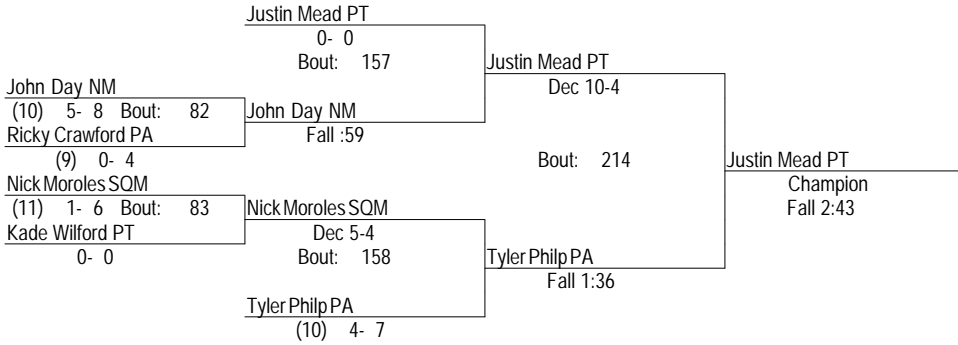 Justin Mead PT
0- 0
Bout: 157
Justin Mead PT
Dec 10-4
John Day NM
(10) 5- 8 Bout: 82
John Day NM
Ricky Crawford PA
Fall :59
(9) 0- 4
Bout: 214
Justin Mead PT
Champion
Fall 2:43
Nick Moroles SQM
(11) 1- 6 Bout: 83
Nick Moroles SQM
Kade Wilford PT
Dec 5-4
0- 0
Bout: 158
Tyler Philp PA
Fall 1:36
Tyler Philp PA
(10) 4- 7